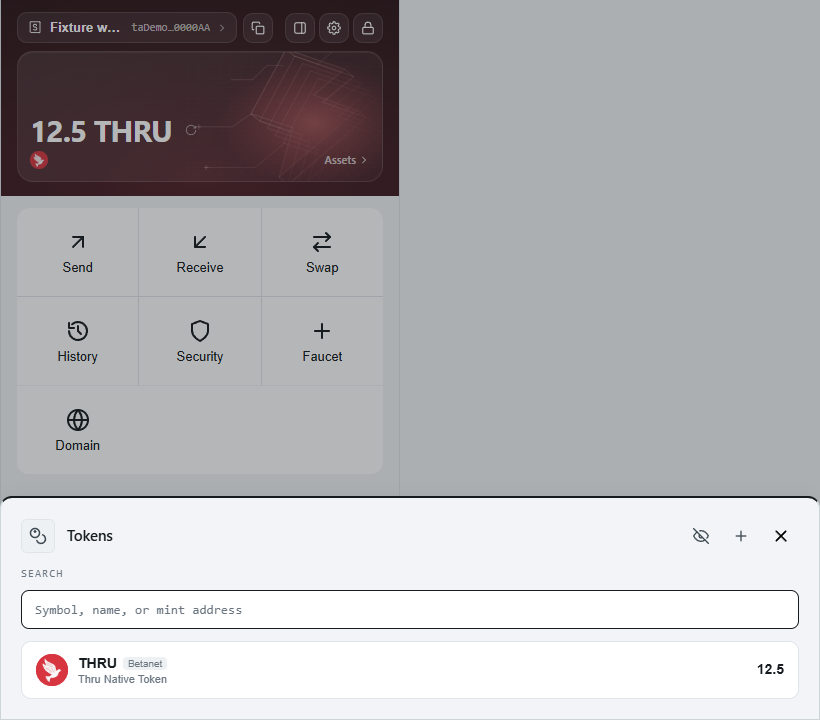 Fixture w... taDemo…0000AA
12.5 THRU
Assets
Send
Receive
Swap
History
Security
Faucet
Domain
Tokens
SEARCH
Symbol, name, or mint address
THRU Betanet
Thru Native Token
12.5